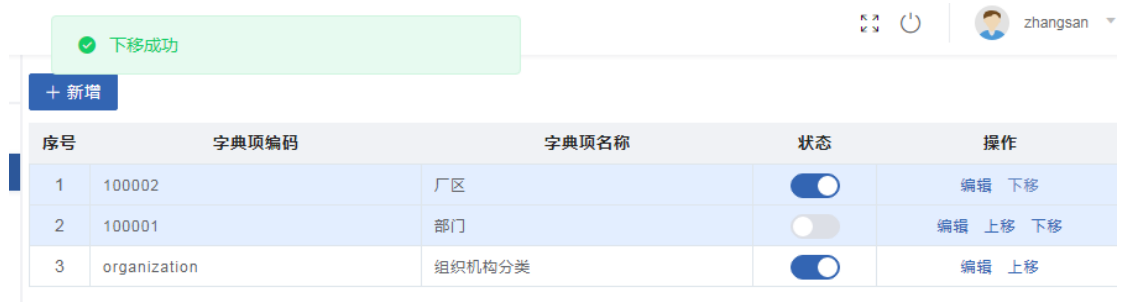 zhangsan
下移成功
新增
序号 字典项编码 字典项名称 状态 操作
1 100002 厂区 编辑 下移
2 100001 部门 编辑 上移 下移
3 organization 组织机构分类 编辑 上移